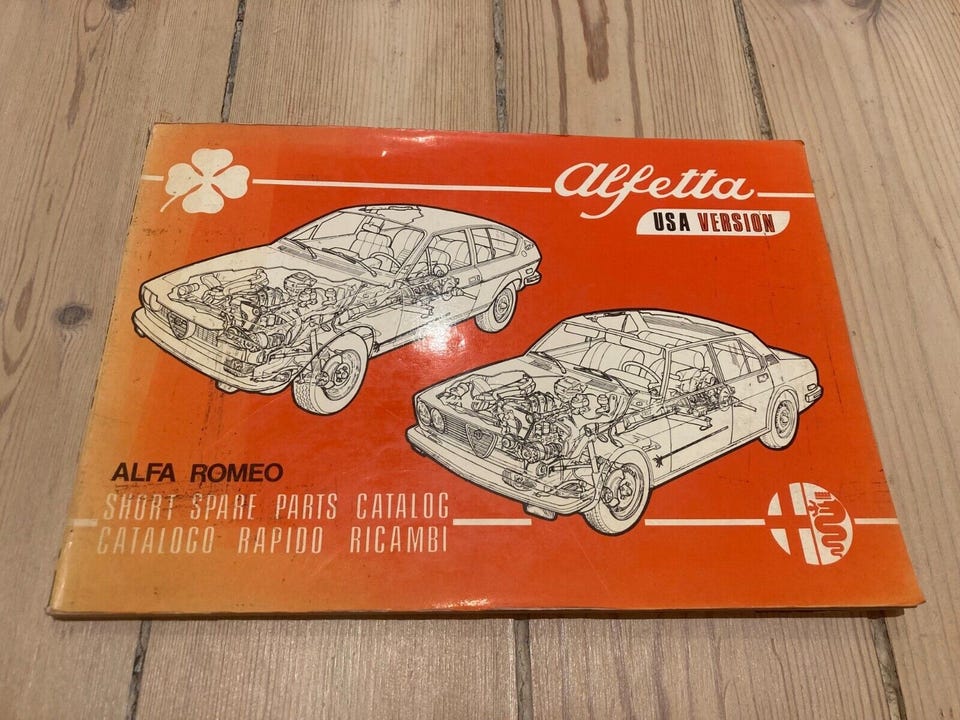 Alfetta
USA VERSION
ALFA ROMEO
SHORT SPARE PARTS CATALOG
CATALOGO RAPIDO RICAMBI